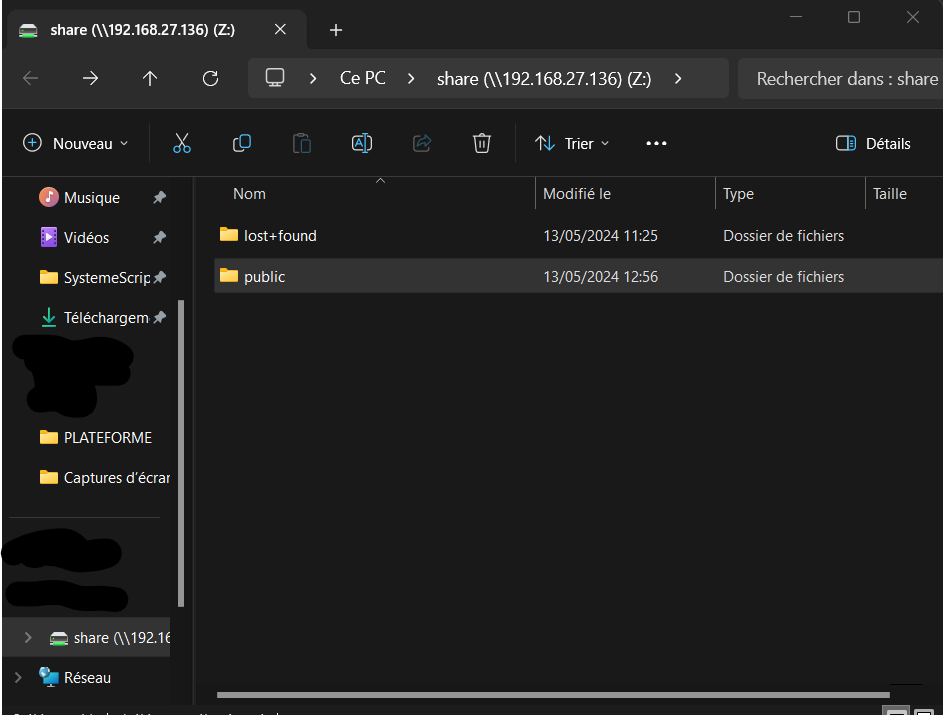 share (\\192.168.27.136) (Z:)
Ce PC
share (\\192.168.27.136) (Z:)
Rechercher dans : share
Nouveau
Trier
Détails
Nom
Modifié le
Type
Taille
Musique
Vidéos
SystemeScrip
Téléchargem
PLATEFORME
Captures d’écran
share (\\192.16
Réseau
lost+found
13/05/2024 11:25
Dossier de fichiers
public
13/05/2024 12:56
Dossier de fichiers